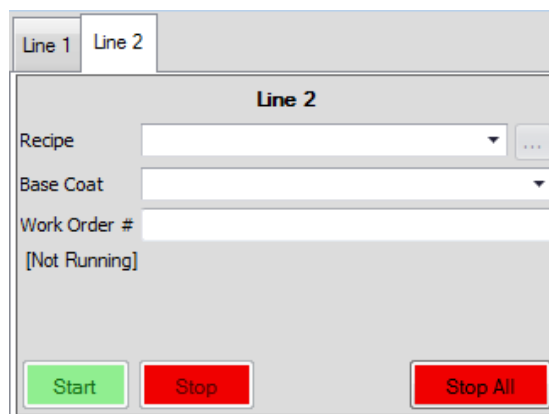 Line 1
Line 2
Line 2
Recipe
...
Base Coat
Work Order #
[Not Running]
Start
Stop
Stop All